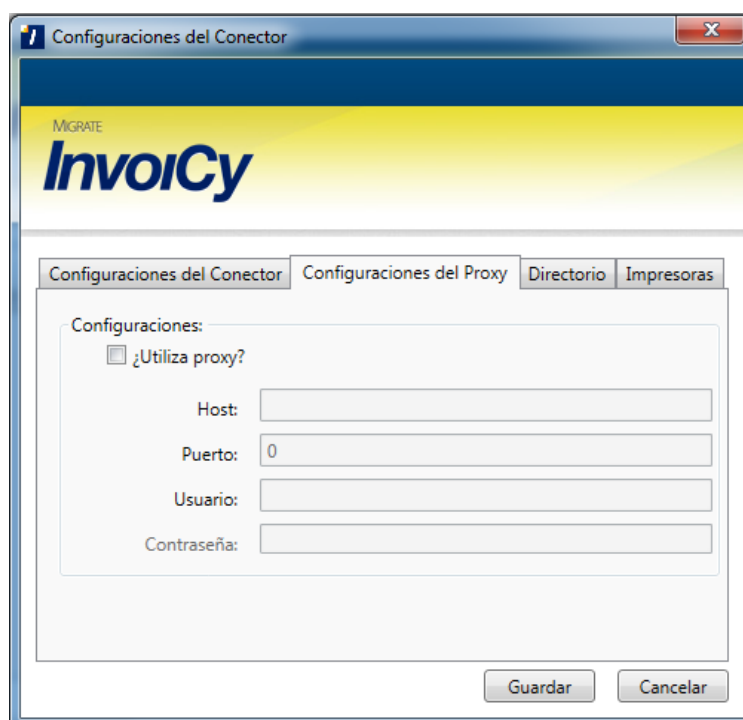 Configuraciones del Conector
MIGRATE
InvoiCy
Configuraciones del Conector Configuraciones del Proxy Directorio Impresoras
Configuraciones:
¿Utiliza proxy?
Host:
Puerto: 0
Usuario:
Contraseña:
Guardar Cancelar